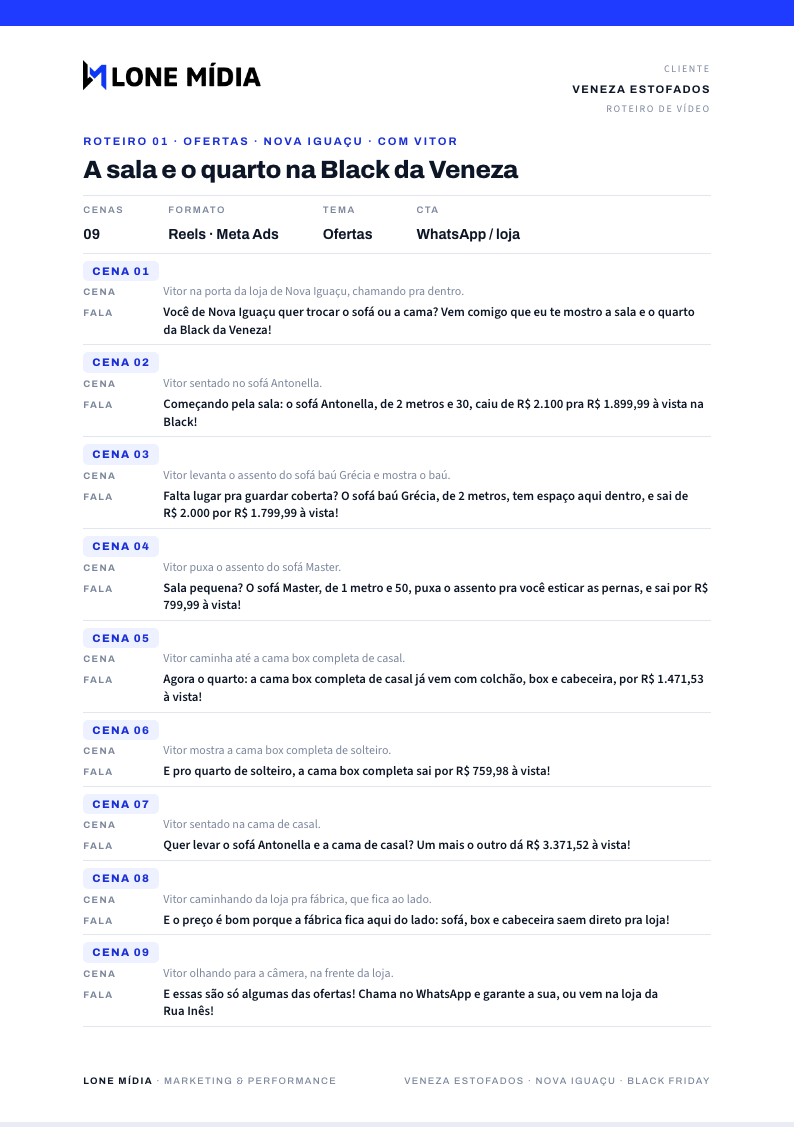 LONE MÍDIA
CLIENTE
VENEZA ESTOFADOS
ROTEIRO DE VÍDEO
ROTEIRO 01 · OFERTAS · NOVA IGUAÇU · COM VITOR
A sala e o quarto na Black da Veneza
CENAS FORMATO TEMA CTA
09 Reels · Meta Ads Ofertas WhatsApp / loja
CENA 01
CENA Vitor na porta da loja de Nova Iguaçu, chamando pra dentro.
FALA Você de Nova Iguaçu quer trocar o sofá ou a cama? Vem comigo que eu te mostro a sala e o quarto
da Black da Veneza!
CENA 02
CENA Vitor sentado no sofá Antonella.
FALA Começando pela sala: o sofá Antonella, de 2 metros e 30, caiu de R$ 2.100 pra R$ 1.899,99 à vista na
Black!
CENA 03
CENA Vitor levanta o assento do sofá baú Grécia e mostra o baú.
FALA Falta lugar pra guardar coberta? O sofá baú Grécia, de 2 metros, tem espaço aqui dentro, e sai de
R$ 2.000 por R$ 1.799,99 à vista!
CENA 04
CENA Vitor puxa o assento do sofá Master.
FALA Sala pequena? O sofá Master, de 1 metro e 50, puxa o assento pra você esticar as pernas, e sai por R$
799,99 à vista!
CENA 05
CENA Vitor caminha até a cama box completa de casal.
FALA Agora o quarto: a cama box completa de casal já vem com colchão, box e cabeceira, por R$ 1.471,53
à vista!
CENA 06
CENA Vitor mostra a cama box completa de solteiro.
FALA E pro quarto de solteiro, a cama box completa sai por R$ 759,98 à vista!
CENA 07
CENA Vitor sentado na cama de casal.
FALA Quer levar o sofá Antonella e a cama de casal? Um mais o outro dá R$ 3.371,52 à vista!
CENA 08
CENA Vitor caminhando da loja pra fábrica, que fica ao lado.
FALA E o preço é bom porque a fábrica fica aqui do lado: sofá, box e cabeceira saem direto pra loja!
CENA 09
CENA Vitor olhando para a câmera, na frente da loja.
FALA E essas são só algumas das ofertas! Chama no WhatsApp e garante a sua, ou vem na loja da
Rua Inês!
LONE MÍDIA · MARKETING & PERFORMANCE VENEZA ESTOFADOS · NOVA IGUAÇU · BLACK FRIDAY